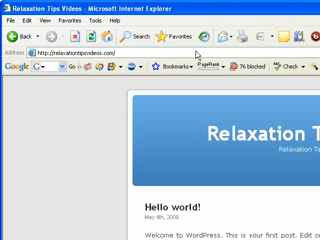 Relaxation Tips Videos - Microsoft Internet Explorer
File Edit View Favorites Tools Help
Back Search Favorites
Address http://relaxationtipsvideos.com/
Google G Go Bookmarks PageRank 76 blocked Check
Relaxation T
Relaxation Tip
Hello world!
May 4th, 2008
Welcome to WordPress. This is your first post. Edit or